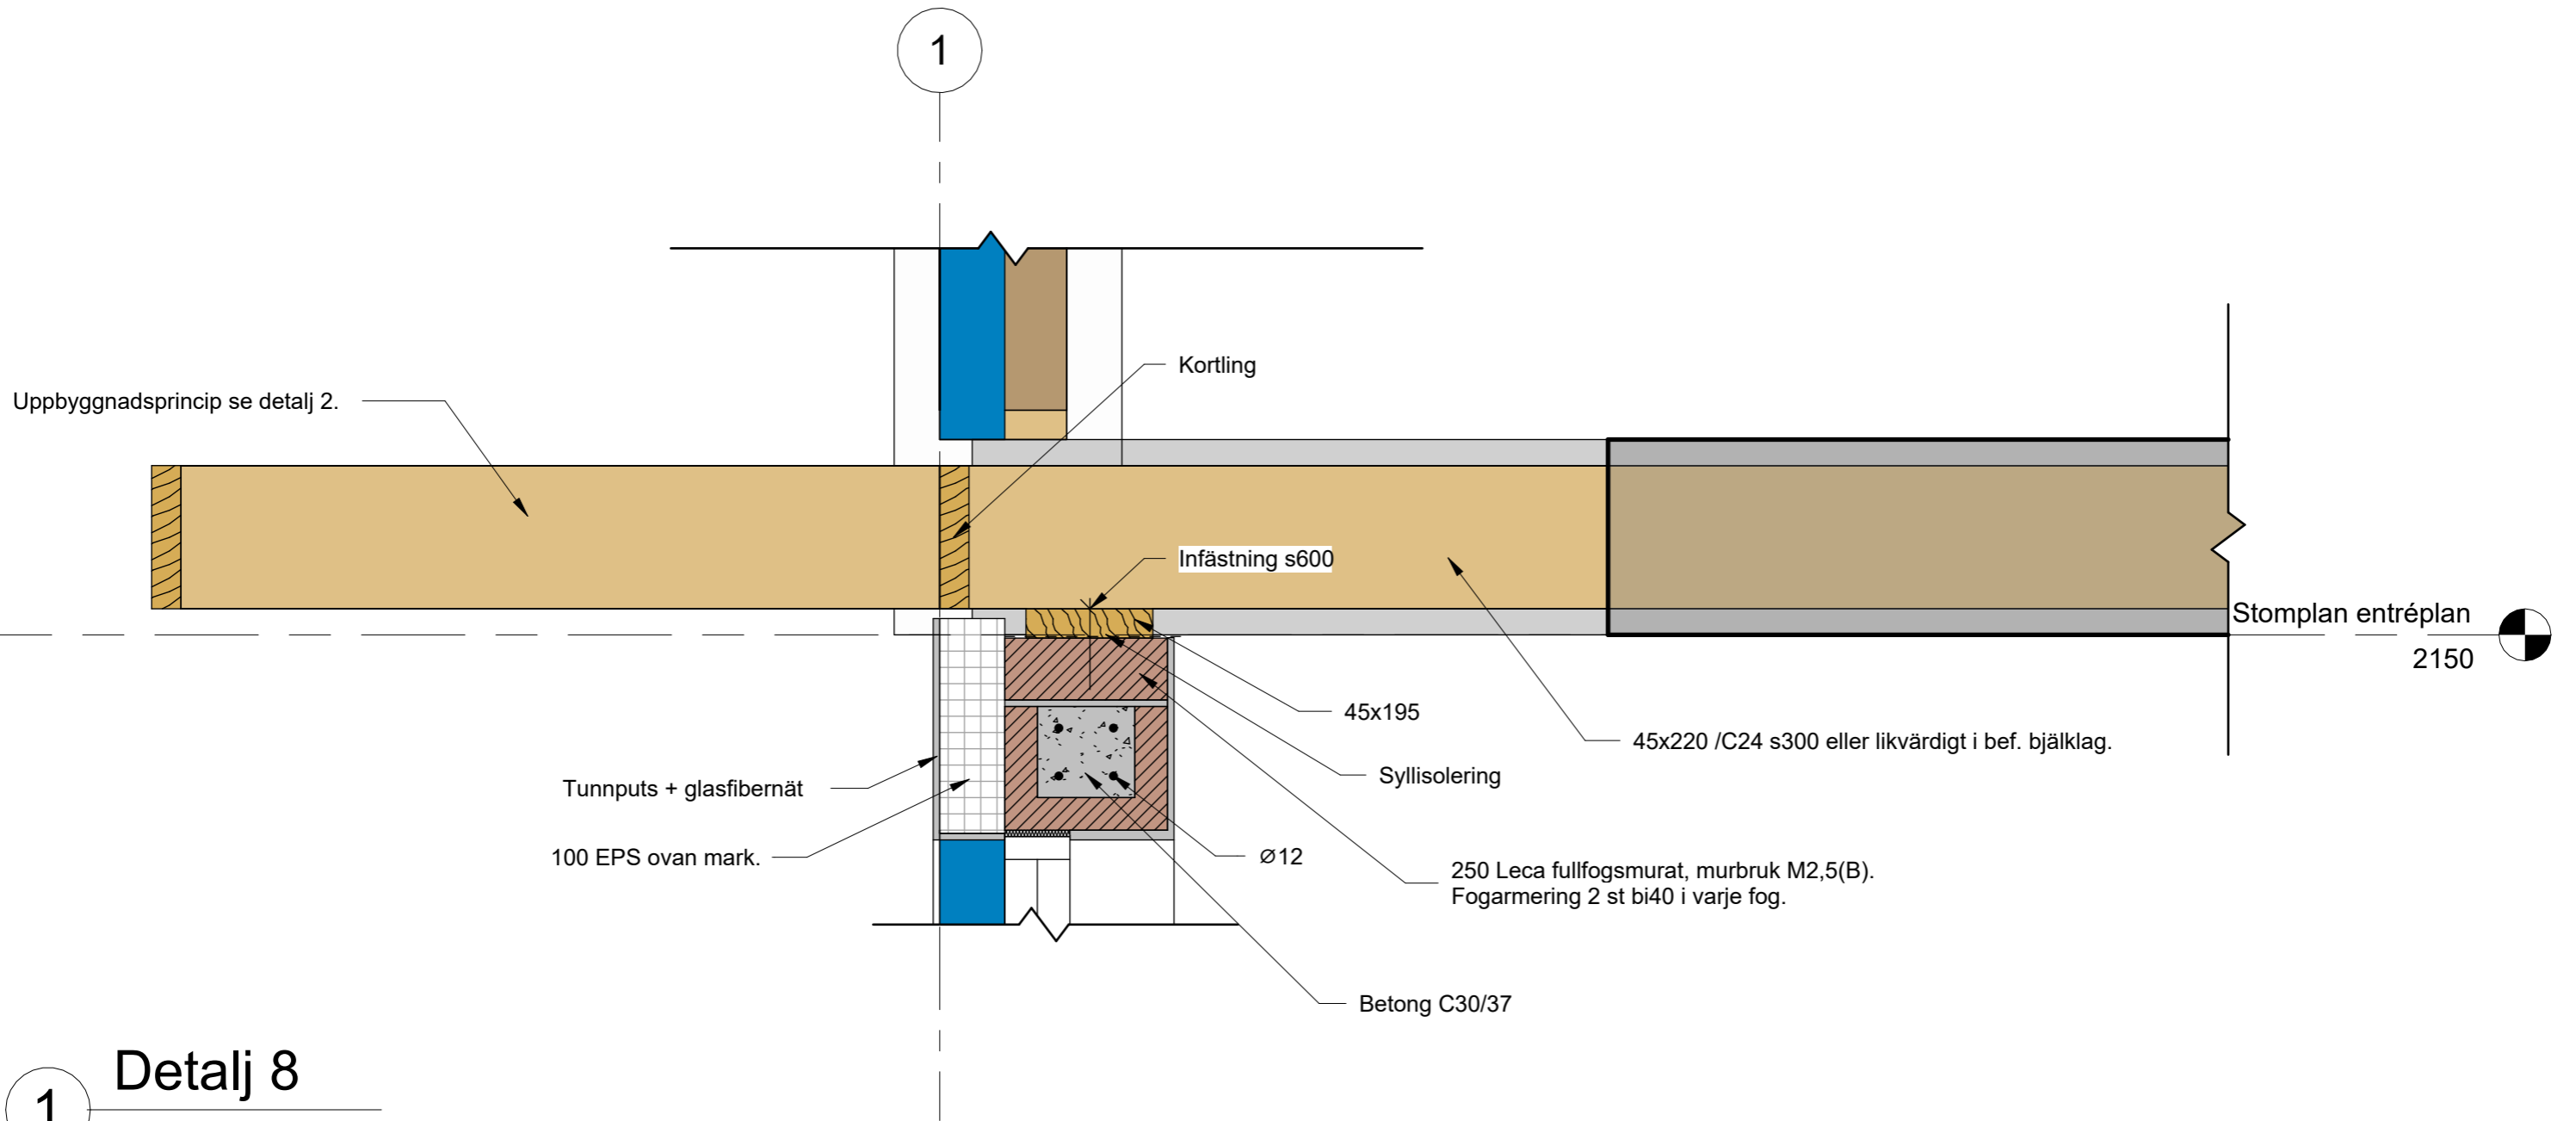 1
Kortling
Uppbyggnadsprincip se detalj 2.
Infästning s600
Stomplan entréplan
2150
45x195
45x220 /C24 s300 eller likvärdigt i bef. bjälklag.
Syllisolering
Tunnputs + glasfibernät
100 EPS ovan mark.
Ø12
250 Leca fullfogsmurat, murbruk M2,5(B).
Fogarmering 2 st bi40 i varje fog.
Betong C30/37
Detalj 8
1